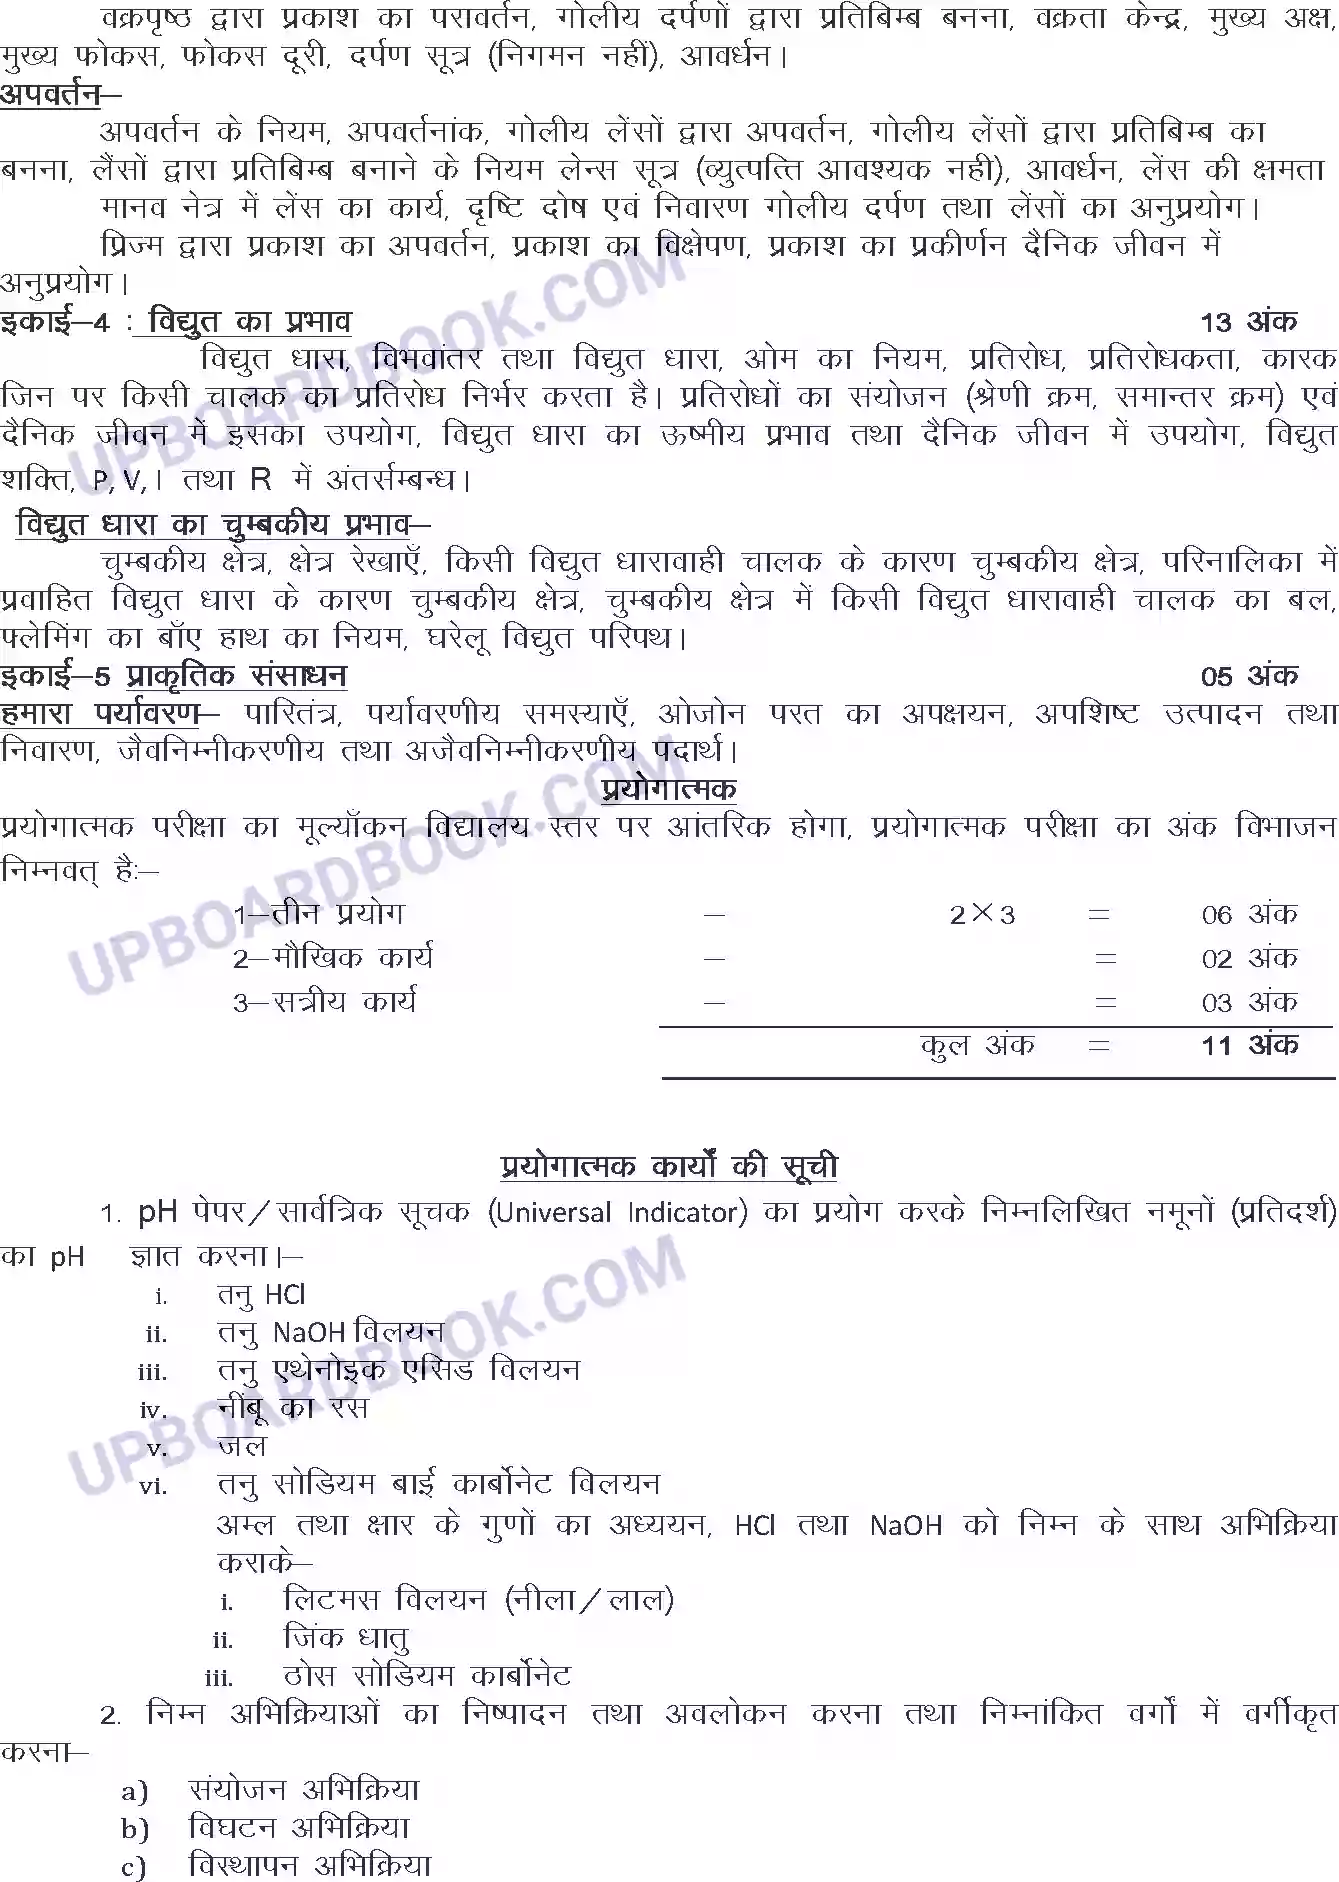 वक्रपृष्ठ द्वारा प्रकाश का परावर्तन, गोलीय दर्पणों द्वारा प्रतिबिम्ब बनना, वक्रता केन्द्र, मुख्य अक्ष,
मुख्य फोकस, फोकस दूरी, दर्पण सूत्र (निगमन नहीं), आवर्धन।
अपवर्तन–
अपवर्तन के नियम, अपवर्तनांक, गोलीय लेंसों द्वारा अपवर्तन, गोलीय लेंसों द्वारा प्रतिबिम्ब का
बनना, लैंसों द्वारा प्रतिबिम्ब बनाने के नियम लेन्स सूत्र (व्युत्पत्ति आवश्यक नही), आवर्धन, लेंस की क्षमता
मानव नेत्र में लेंस का कार्य, दृष्टि दोष एवं निवारण गोलीय दर्पण तथा लेंसों का अनुप्रयोग।
प्रिज्म द्वारा प्रकाश का अपवर्तन, प्रकाश का विक्षेपण, प्रकाश का प्रकीर्णन दैनिक जीवन में
अनुप्रयोग।
इकाई–4 : विद्युत का प्रभाव 13 अंक
विद्युत धारा, विभवांतर तथा विद्युत धारा, ओम का नियम, प्रतिरोध, प्रतिरोधकता, कारक
जिन पर किसी चालक का प्रतिरोध निर्भर करता है। प्रतिरोधों का संयोजन (श्रेणी क्रम, समान्तर क्रम) एवं
दैनिक जीवन में इसका उपयोग, विद्युत धारा का ऊष्मीय प्रभाव तथा दैनिक जीवन में उपयोग, विद्युत
शक्ति, P, V, I तथा R में अंतर्सम्बन्ध।
विद्युत धारा का चुम्बकीय प्रभाव–
चुम्बकीय क्षेत्र, क्षेत्र रेखाएँ, किसी विद्युत धारावाही चालक के कारण चुम्बकीय क्षेत्र, परिनालिका में
प्रवाहित विद्युत धारा के कारण चुम्बकीय क्षेत्र, चुम्बकीय क्षेत्र में किसी विद्युत धारावाही चालक का बल,
फ्लेमिंग का बाँए हाथ का नियम, घरेलू विद्युत परिपथ।
इकाई–5 प्राकृतिक संसाधन 05 अंक
हमारा पर्यावरण– पारितंत्र, पर्यावरणीय समस्याएँ, ओजोन परत का अपक्षयन, अपशिष्ट उत्पादन तथा
निवारण, जैवनिम्नीकरणीय तथा अजैवनिम्नीकरणीय पदार्थ।
प्रयोगात्मक
प्रयोगात्मक परीक्षा का मूल्याँकन विद्यालय स्तर पर आंतरिक होगा, प्रयोगात्मक परीक्षा का अंक विभाजन
निम्नवत् हैः–
1–तीन प्रयोग – 2×3 = 06 अंक
2–मौखिक कार्य – = 02 अंक
3–सत्रीय कार्य – = 03 अंक
कुल अंक = 11 अंक
प्रयोगात्मक कार्यों की सूची
1. pH पेपर/सार्वत्रिक सूचक (Universal Indicator) का प्रयोग करके निम्नलिखित नमूनों (प्रतिदर्श)
का pH ज्ञात करना।–
i. तनु HCl
ii. तनु NaOH विलयन
iii. तनु एथेनोइक एसिड विलयन
iv. नींबू का रस
v. जल
vi. तनु सोडियम बाई कार्बोनेट विलयन
अम्ल तथा क्षार के गुणों का अध्ययन, HCl तथा NaOH को निम्न के साथ अभिक्रिया
कराके–
i. लिटमस विलयन (नीला/लाल)
ii. जिंक धातु
iii. ठोस सोडियम कार्बोनेट
2. निम्न अभिक्रियाओं का निष्पादन तथा अवलोकन करना तथा निम्नांकित वर्गों में वर्गीकृत
करना–
a) संयोजन अभिक्रिया
b) विघटन अभिक्रिया
c) विस्थापन अभिक्रिया
UPBOARDBOOK.COM
UPBOARDBOOK.COM
UPBOARDBOOK.COM